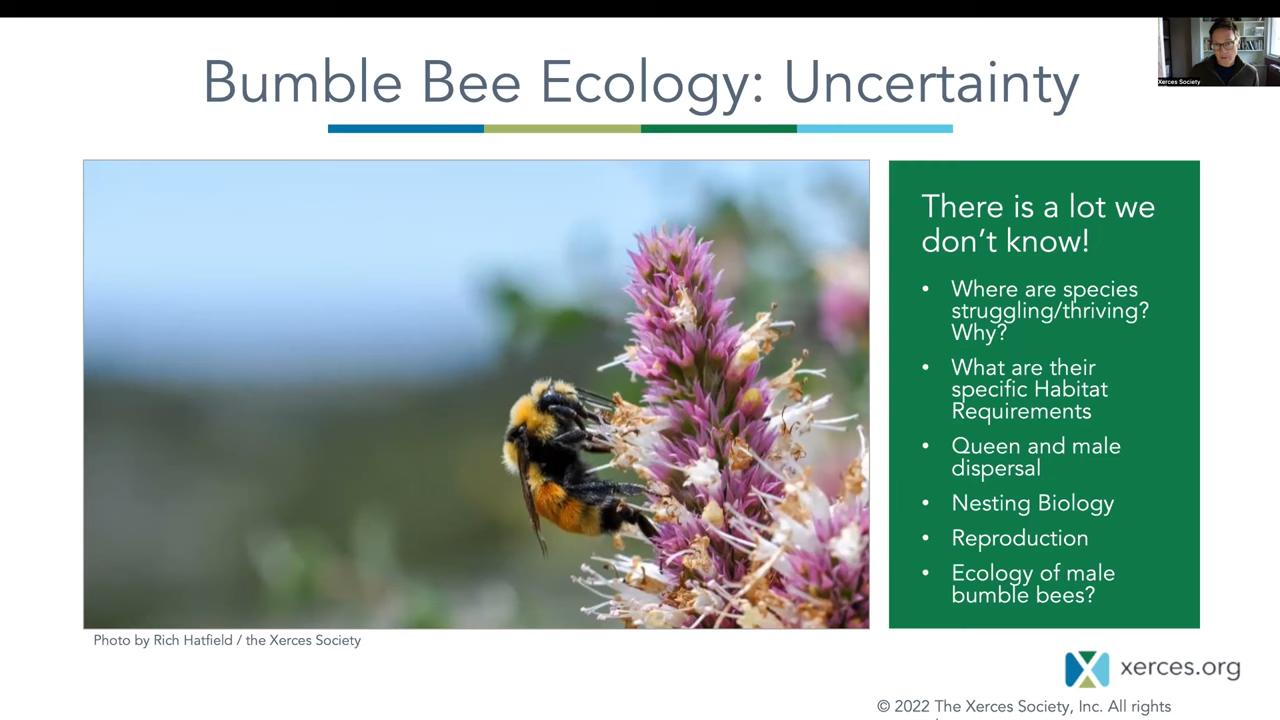 Bumble Bee Ecology: Uncertainty
Xerces Society
There is a lot we
don't know!
• Where are species
struggling/thriving?
Why?
• What are their
specific Habitat
Requirements
• Queen and male
dispersal
• Nesting Biology
• Reproduction
• Ecology of male
bumble bees?
Photo by Rich Hatfield / the Xerces Society
xerces.org
© 2022 The Xerces Society, Inc. All rights